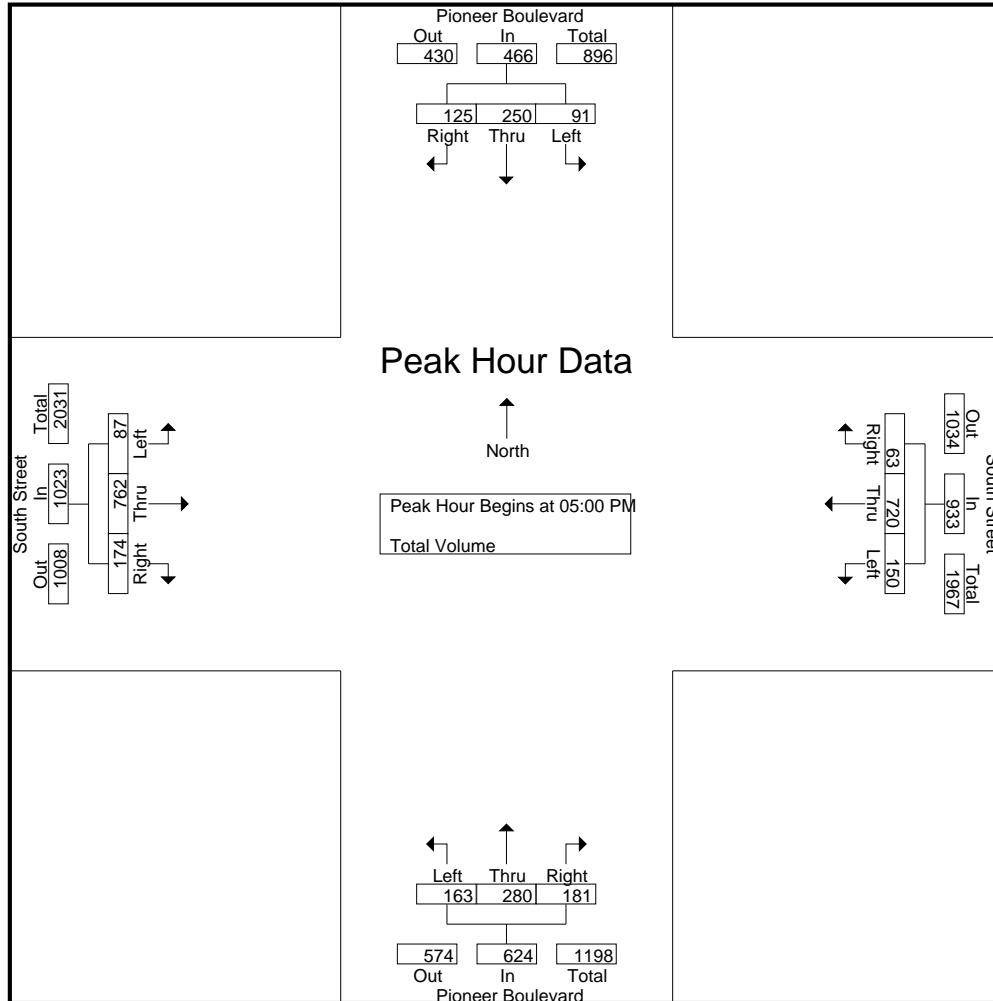 Pioneer Boulevard
Out In Total
430 466 896
125 250 91
Right Thru Left
Peak Hour Data
North
Peak Hour Begins at 05:00 PM
Total Volume
South Street
Total In Out
2031 1023 1008
87 762 174
Left Thru Right
South Street
Out In Total
1034 933 1967
63 720 150
Right Thru Left
Left Thru Right
163 280 181
574 624 1198
Out In Total
Pioneer Boulevard